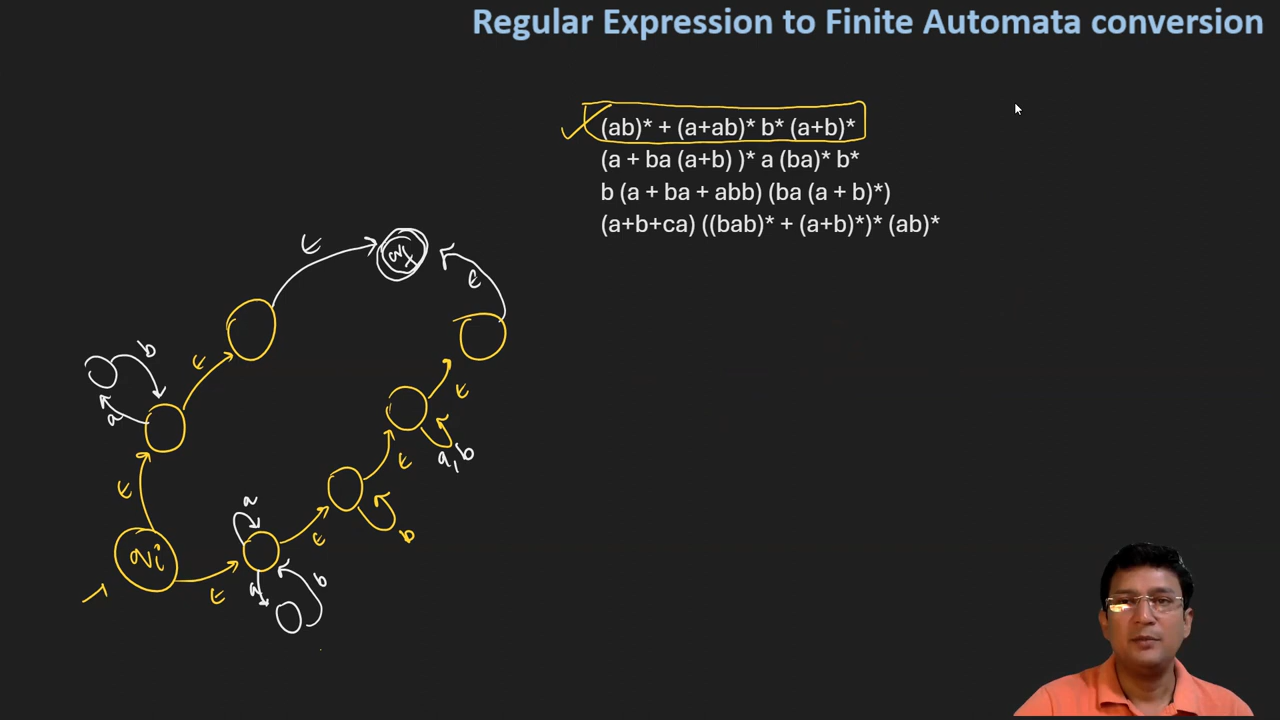 Regular Expression to Finite Automata conversion
(ab)* + (a+ab)* b* (a+b)*
(a + ba (a+b) )* a (ba)* b*
b (a + ba + abb) (ba (a + b)*)
(a+b+ca) ((bab)* + (a+b)*)* (ab)*
ε
qf
ε
b
ε
a
ε
a, b
ε
ε
a
b
qi
ε
b
a
ε
ε